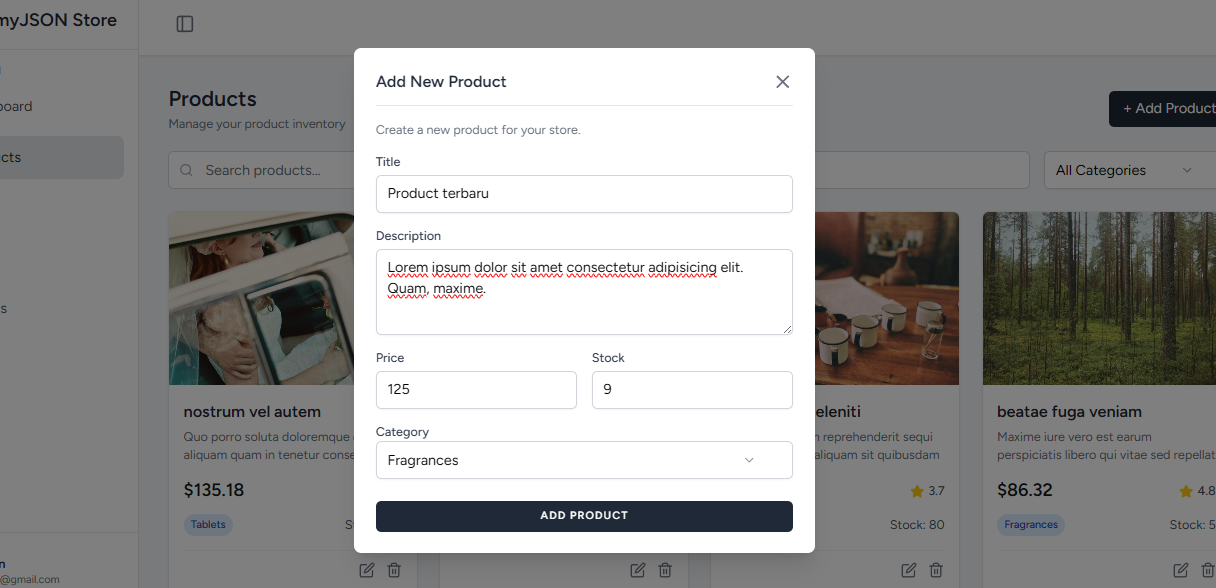 myJSON Store
Add New Product
Products
Manage your product inventory
+ Add Product
Create a new product for your store.
Title
Search products...
Product terbaru
All Categories
Description
Lorem ipsum dolor sit amet consectetur adipisicing elit.
Quam, maxime.
Price
Stock
125
9
Category
Fragrances
ADD PRODUCT
nostrum vel autem
Quo porro soluta doloremque
aliquam quam in tenetur
$135.18
Tablets
reprehenderit sequi
aliquam sit quibusdam
3.7
Stock: 80
beatae fuga veniam
Maxime iure vero est earum
perspiciatis libero qui vitae sed repellat
$86.32
4.8
Fragrances
Stock: 5
@gmail.com